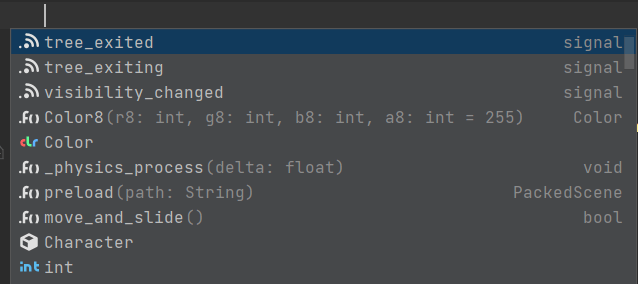 tree_exited signal
tree_exiting signal
visibility_changed signal
Color8(r8: int, g8: int, b8: int, a8: int = 255) Color
Color
_physics_process(delta: float) void
preload(path: String) PackedScene
move_and_slide() bool
Character
int